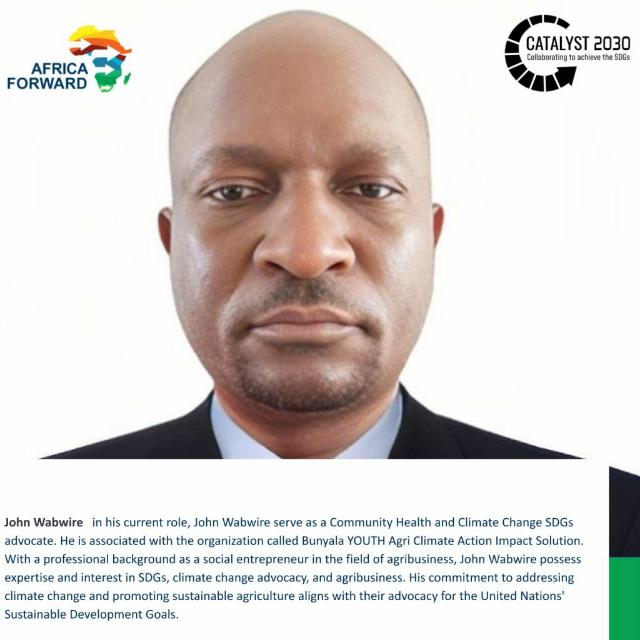 AFRICA
FORWARD
CATALYST 2030
Collaborating to achieve the SDGs
John Wabwire in his current role, John Wabwire serve as a Community Health and Climate Change SDGs
advocate. He is associated with the organization called Bunyala YOUTH Agri Climate Action Impact Solution.
With a professional background as a social entrepreneur in the field of agribusiness, John Wabwire possess
expertise and interest in SDGs, climate change advocacy, and agribusiness. His commitment to addressing
climate change and promoting sustainable agriculture aligns with their advocacy for the United Nations'
Sustainable Development Goals.